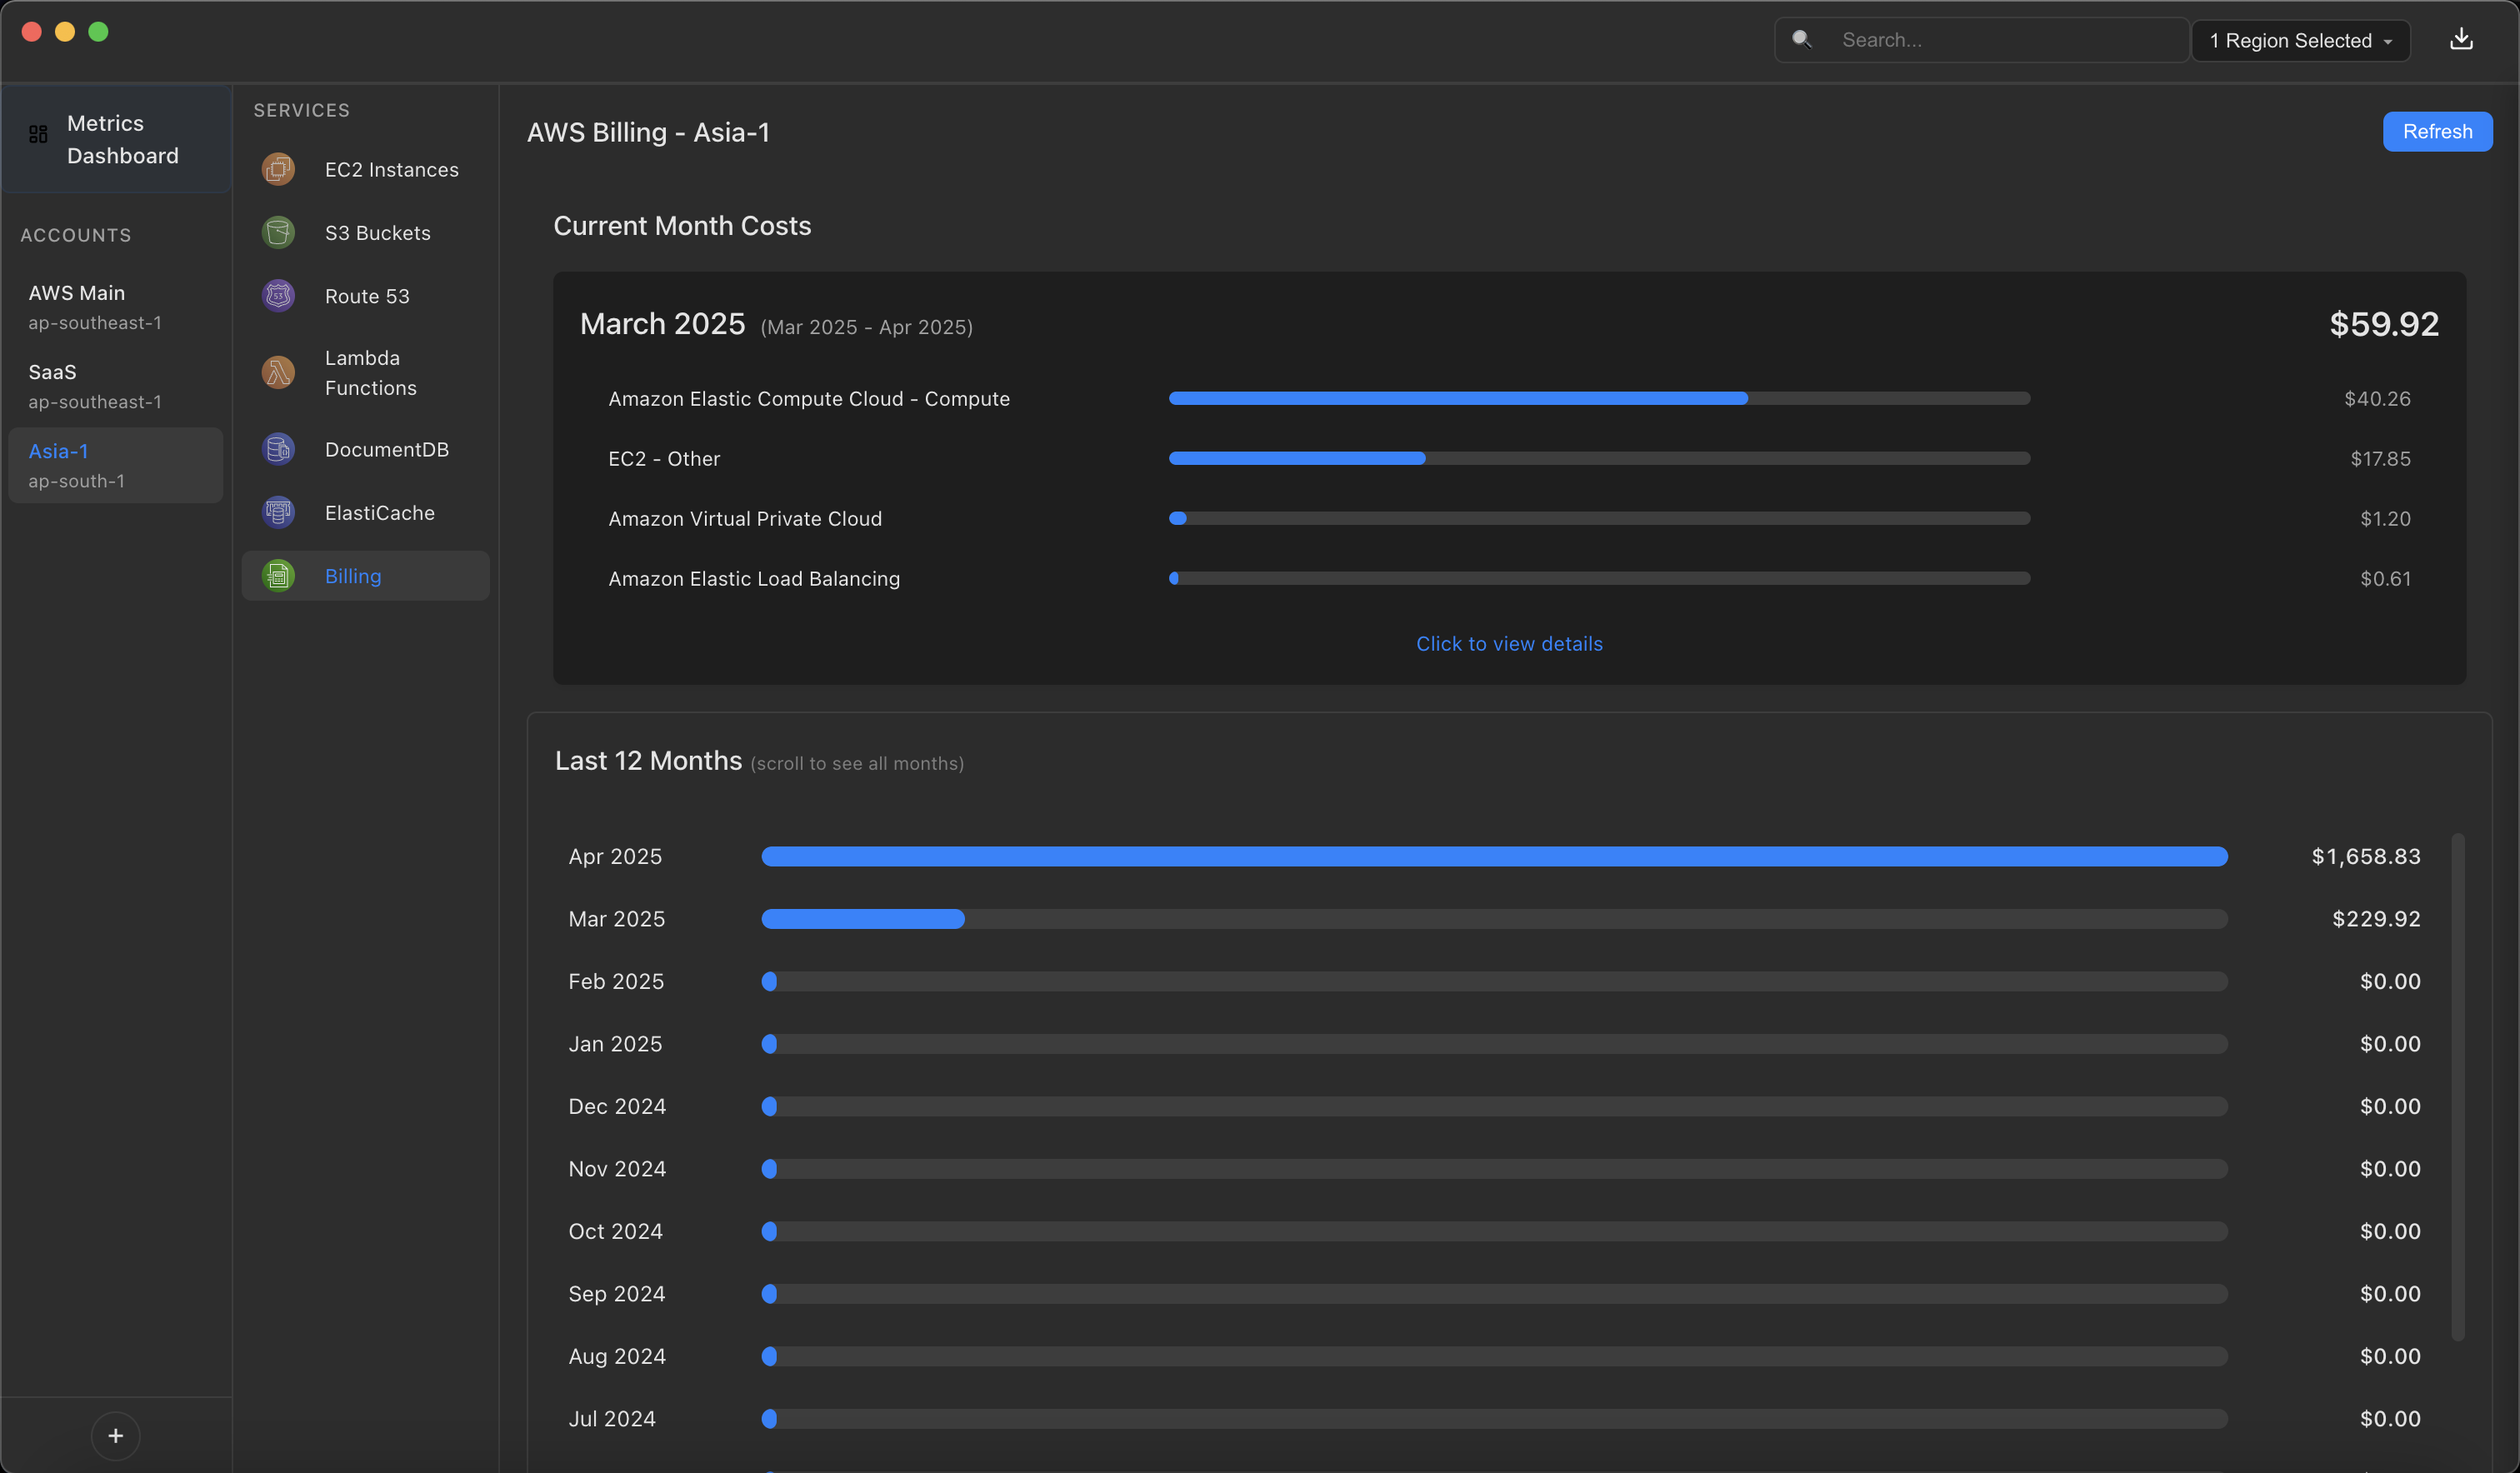 Search...
1 Region Selected
Metrics
Dashboard
ACCOUNTS
AWS Main
ap-southeast-1
SaaS
ap-southeast-1
Asia-1
ap-south-1
+
SERVICES
EC2 Instances
S3 Buckets
53
Route 53
Lambda
Functions
DocumentDB
ElastiCache
Billing
AWS Billing - Asia-1
Refresh
Current Month Costs
March 2025 (Mar 2025 - Apr 2025) $59.92
Amazon Elastic Compute Cloud - Compute $40.26
EC2 - Other $17.85
Amazon Virtual Private Cloud $1.20
Amazon Elastic Load Balancing $0.61
Click to view details
Last 12 Months (scroll to see all months)
Apr 2025 $1,658.83
Mar 2025 $229.92
Feb 2025 $0.00
Jan 2025 $0.00
Dec 2024 $0.00
Nov 2024 $0.00
Oct 2024 $0.00
Sep 2024 $0.00
Aug 2024 $0.00
Jul 2024 $0.00